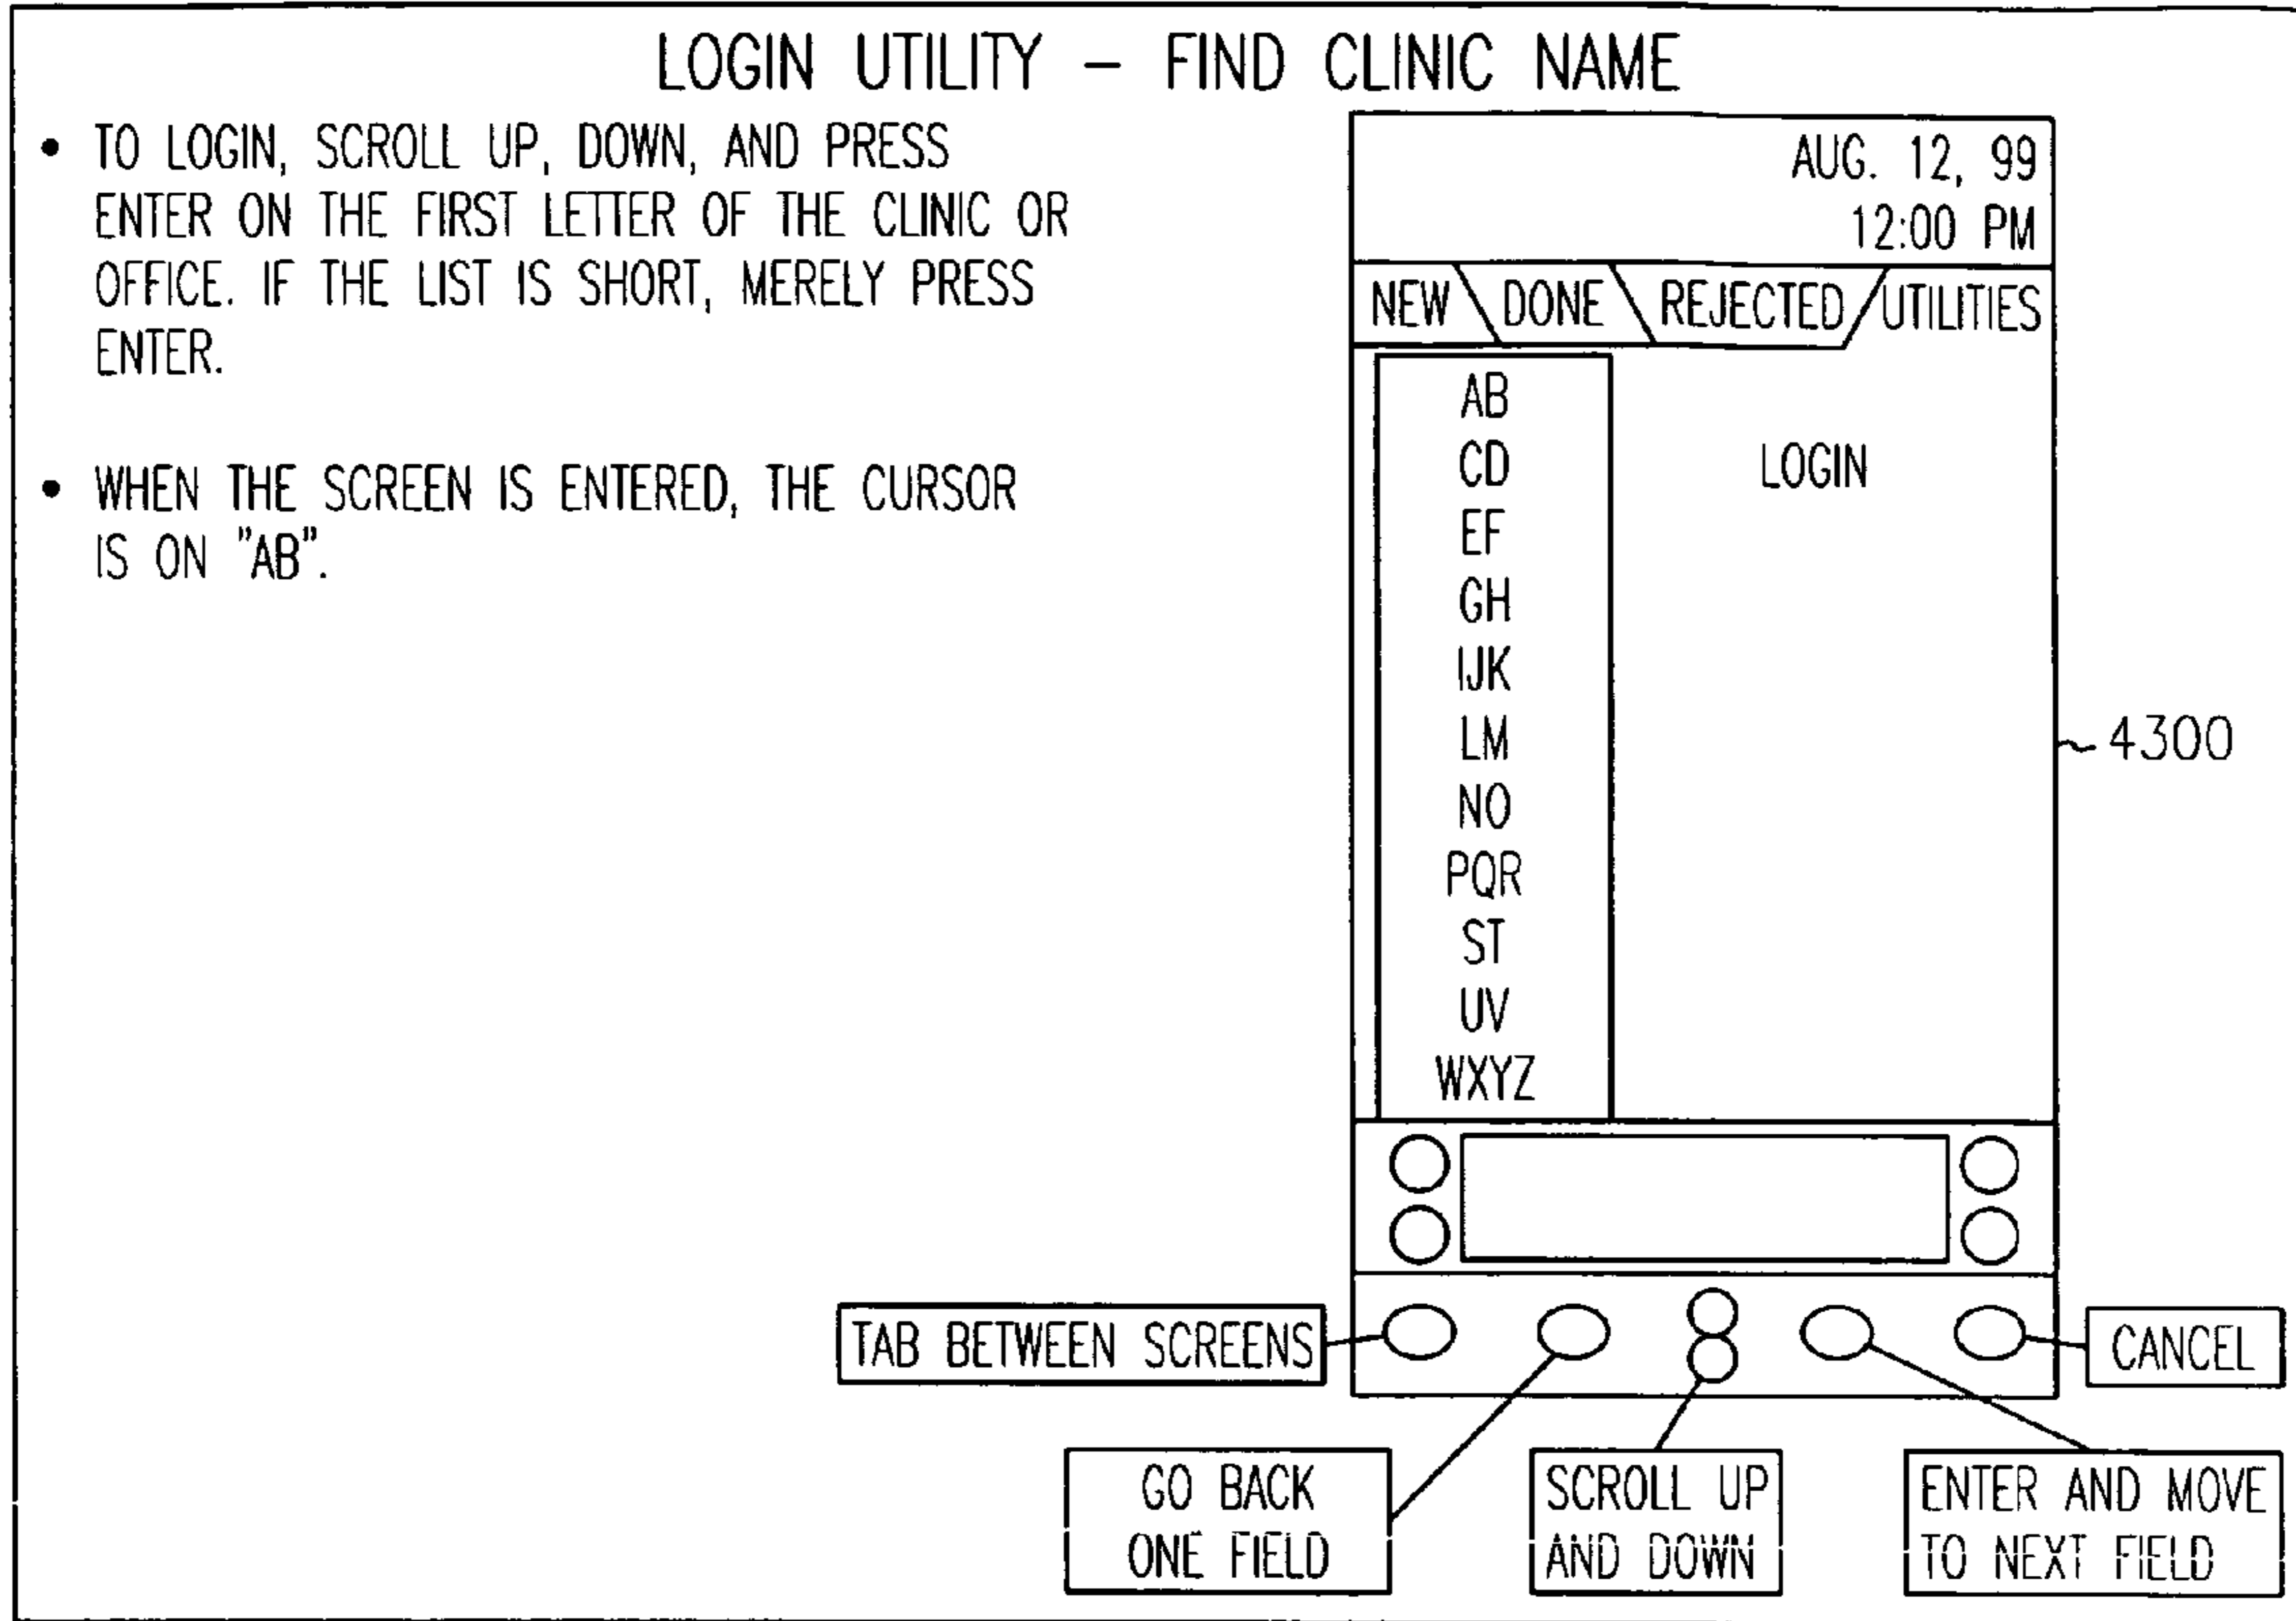 LOGIN UTILITY – FIND CLINIC NAME
• TO LOGIN, SCROLL UP, DOWN, AND PRESS
ENTER ON THE FIRST LETTER OF THE CLINIC OR
OFFICE. IF THE LIST IS SHORT, MERELY PRESS
ENTER.
• WHEN THE SCREEN IS ENTERED, THE CURSOR
IS ON "AB".
AUG. 12, 99
12:00 PM
NEW DONE REJECTED UTILITIES
AB
CD
LOGIN
EF
GH
IJK
LM
NO
PQR
ST
UV
WXYZ
4300
TAB BETWEEN SCREENS
CANCEL
GO BACK
ONE FIELD
SCROLL UP
AND DOWN
ENTER AND MOVE
TO NEXT FIELD